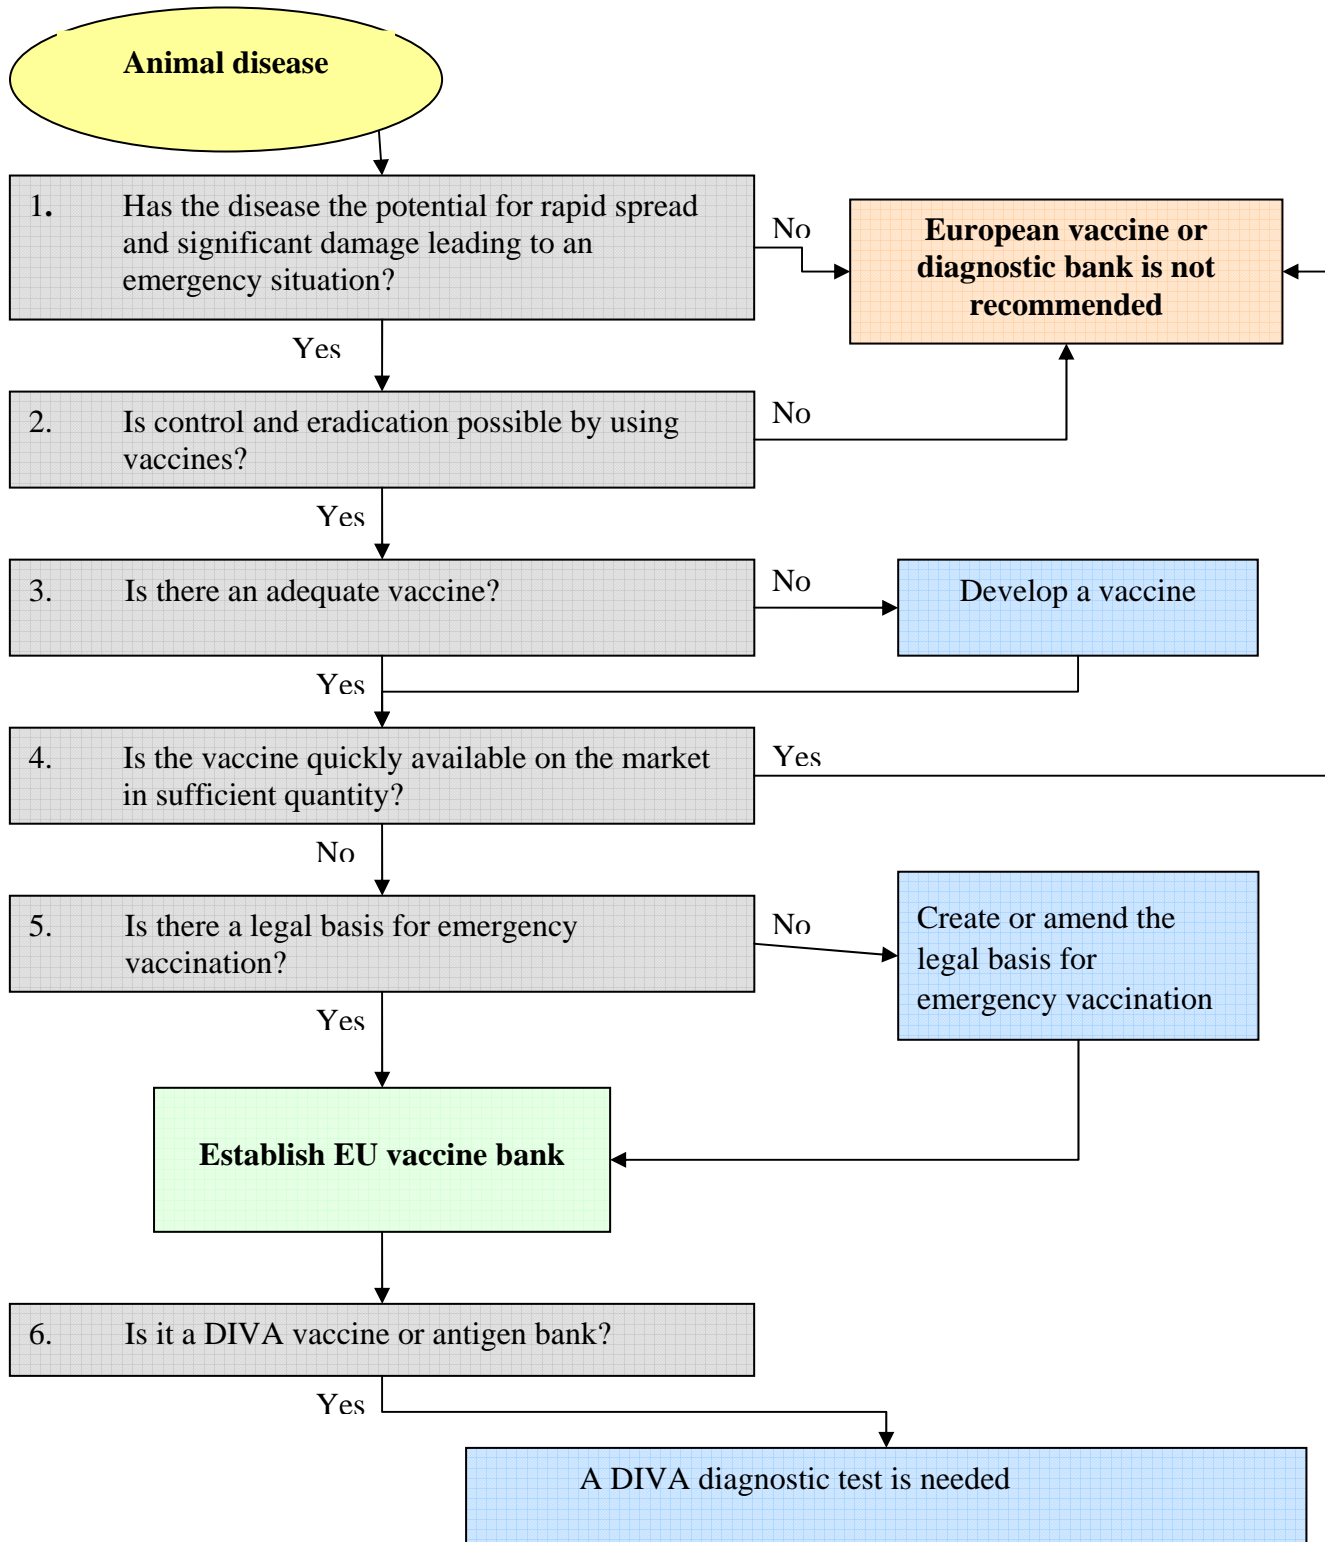 Animal disease
1. Has the disease the potential for rapid spread
and significant damage leading to an
emergency situation?
No
European vaccine or
diagnostic bank is not
recommended
Yes
2. Is control and eradication possible by using
vaccines?
No
Yes
3. Is there an adequate vaccine?
No
Develop a vaccine
Yes
4. Is the vaccine quickly available on the market
in sufficient quantity?
Yes
No
5. Is there a legal basis for emergency
vaccination?
No
Create or amend the
legal basis for
emergency vaccination
Yes
Establish EU vaccine bank
6. Is it a DIVA vaccine or antigen bank?
Yes
A DIVA diagnostic test is needed